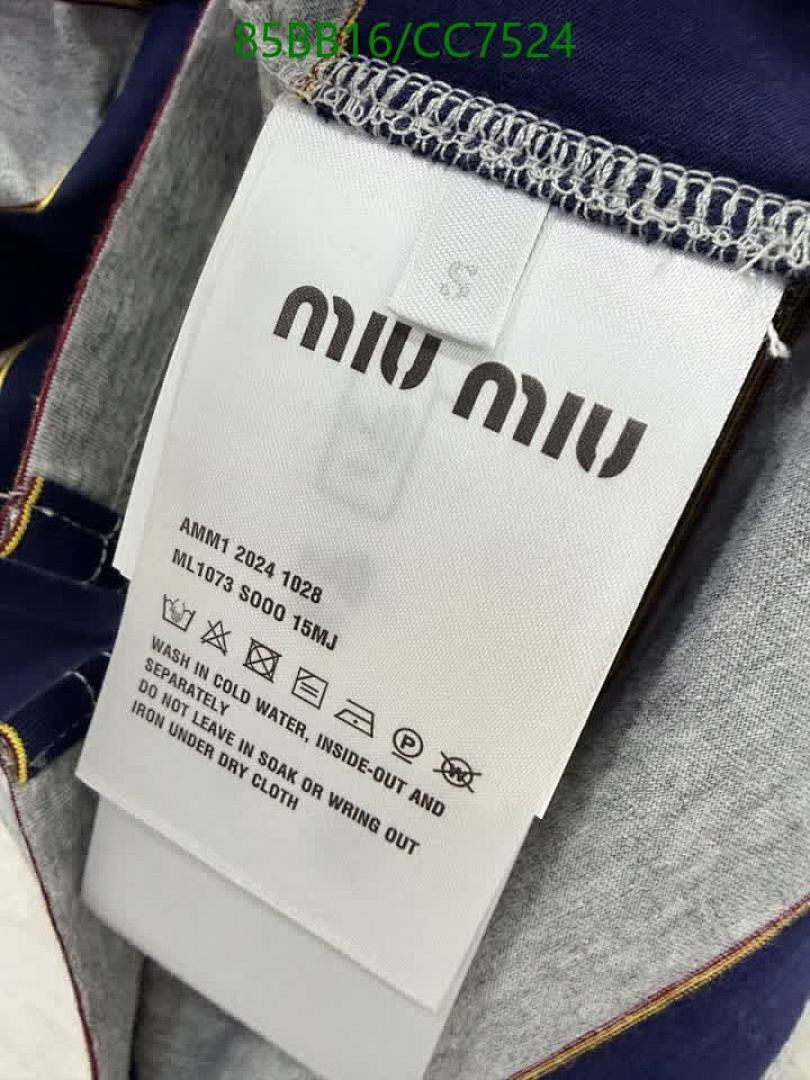 85BB16/CC7524
S
MIU MIU
AMM1 2024 1028
ML1073 S000 15MJ
P
W
WASH IN COLD WATER, INSIDE-OUT AND
SEPARATELY
DO NOT LEAVE IN SOAK OR WRING OUT
IRON UNDER DRY CLOTH